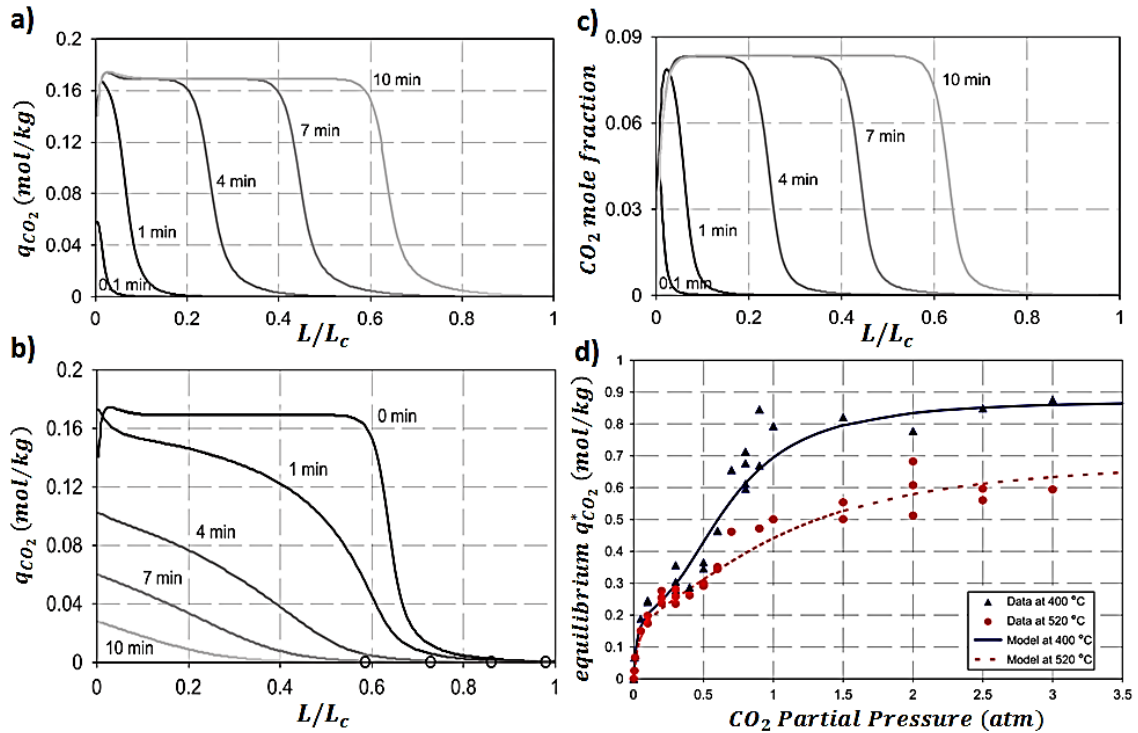 a)
q_CO₂ (mol/kg)
0.2
0.16
0.12
0.08
0.04
0
0.1 min
1 min
4 min
7 min
10 min
0 0.2 0.4 0.6 0.8 1
L/L_c
b)
q_CO₂ (mol/kg)
0.2
0.16
0.12
0.08
0.04
0
0 min
1 min
4 min
7 min
10 min
0 0.2 0.4 0.6 0.8 1
L/L_c
c)
CO₂ mole fraction
0.09
0.06
0.03
0.00
0.1 min
1 min
4 min
7 min
10 min
0 0.2 0.4 0.6 0.8 1
L/L_c
d)
equilibrium q*_CO₂ (mol/kg)
1
0.9
0.8
0.7
0.6
0.5
0.4
0.3
0.2
0.1
0
Data at 400 °C
Data at 520 °C
Model at 400 °C
Model at 520 °C
0 0.5 1 1.5 2 2.5 3 3.5
CO₂ Partial Pressure (atm)